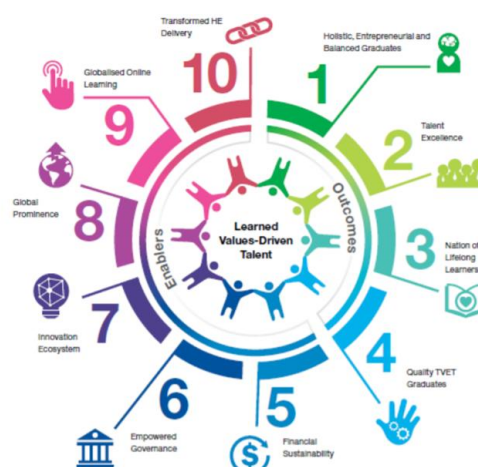 1
Holistic, Entrepreneurial and
Balanced Graduates
2
Talent
Excellence
3
Nation of
Lifelong
Learners
4
Quality TVET
Graduates
5
Financial
Sustainability
6
Empowered
Governance
7
Innovation
Ecosystem
8
Global
Prominence
9
Globalised Online
Learning
10
Transformed HE
Delivery
Enablers
Outcomes
Learned
Values-Driven
Talent
$